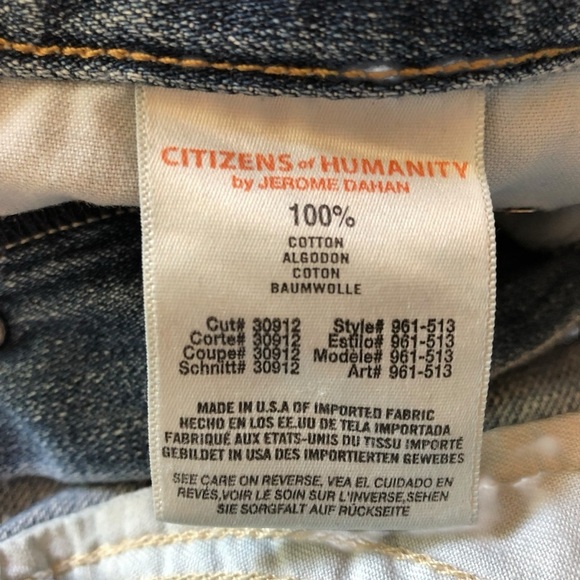 CITIZENS of HUMANITY
by JEROME DAHAN
100%
COTTON
ALGODON
COTON
BAUMWOLLE
Cut# 30912 Style# 961-513
Corte# 30912 Estilo# 961-513
Coupe# 30912 Modèle# 961-513
Schnitt# 30912 Art# 961-513
MADE IN U.S.A OF IMPORTED FABRIC
HECHO EN LOS EE.UU DE TELA IMPORTADA
FABRIQUÉ AUX ETATS-UNIS DU TISSU IMPORTÉ
GEBILDET IN USA DES IMPORTIERTEN GEWEBES
SEE CARE ON REVERSE, VEA EL CUIDADO EN
REVÉS,VOIR LE SOIN SUR L'INVERSE,SEHEN
SIE SORGFALT AUF RÜCKSEITE